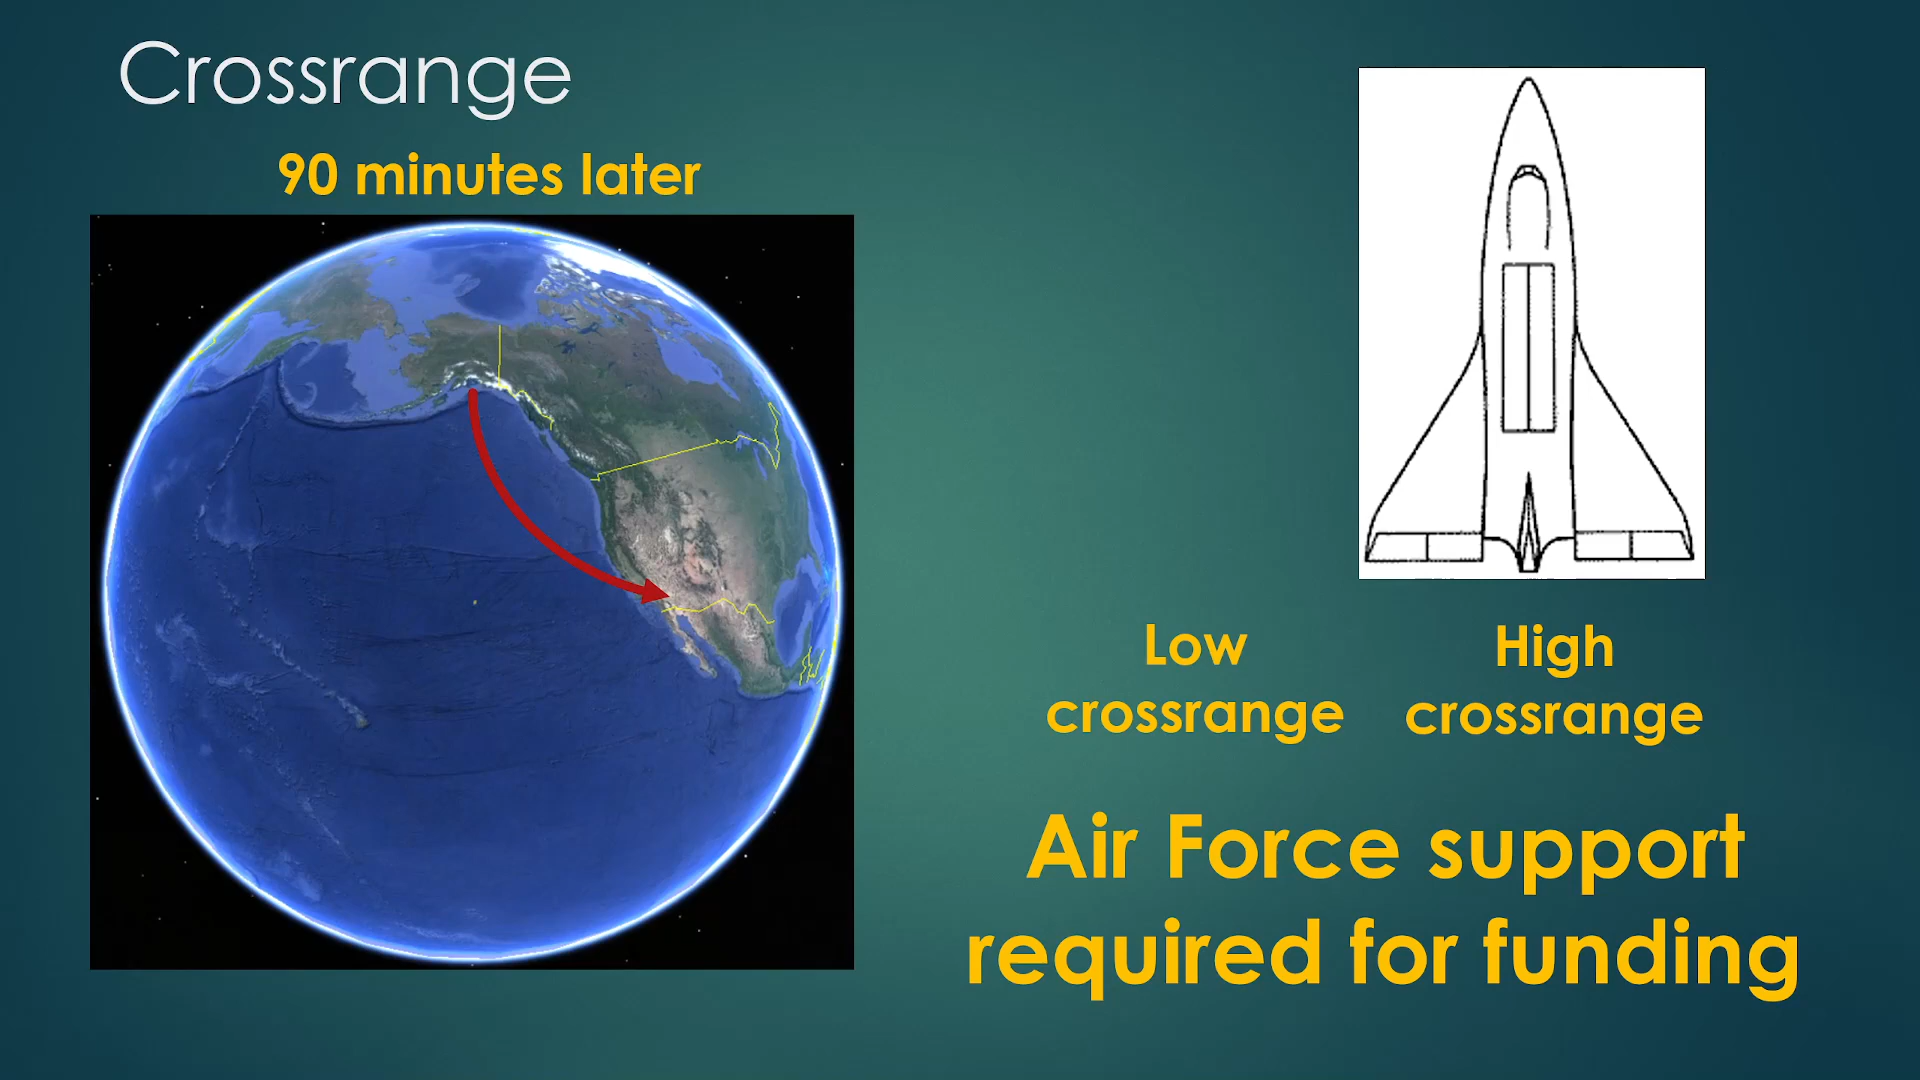 Crossrange
90 minutes later
Low
crossrange
High
crossrange
Air Force support
required for funding